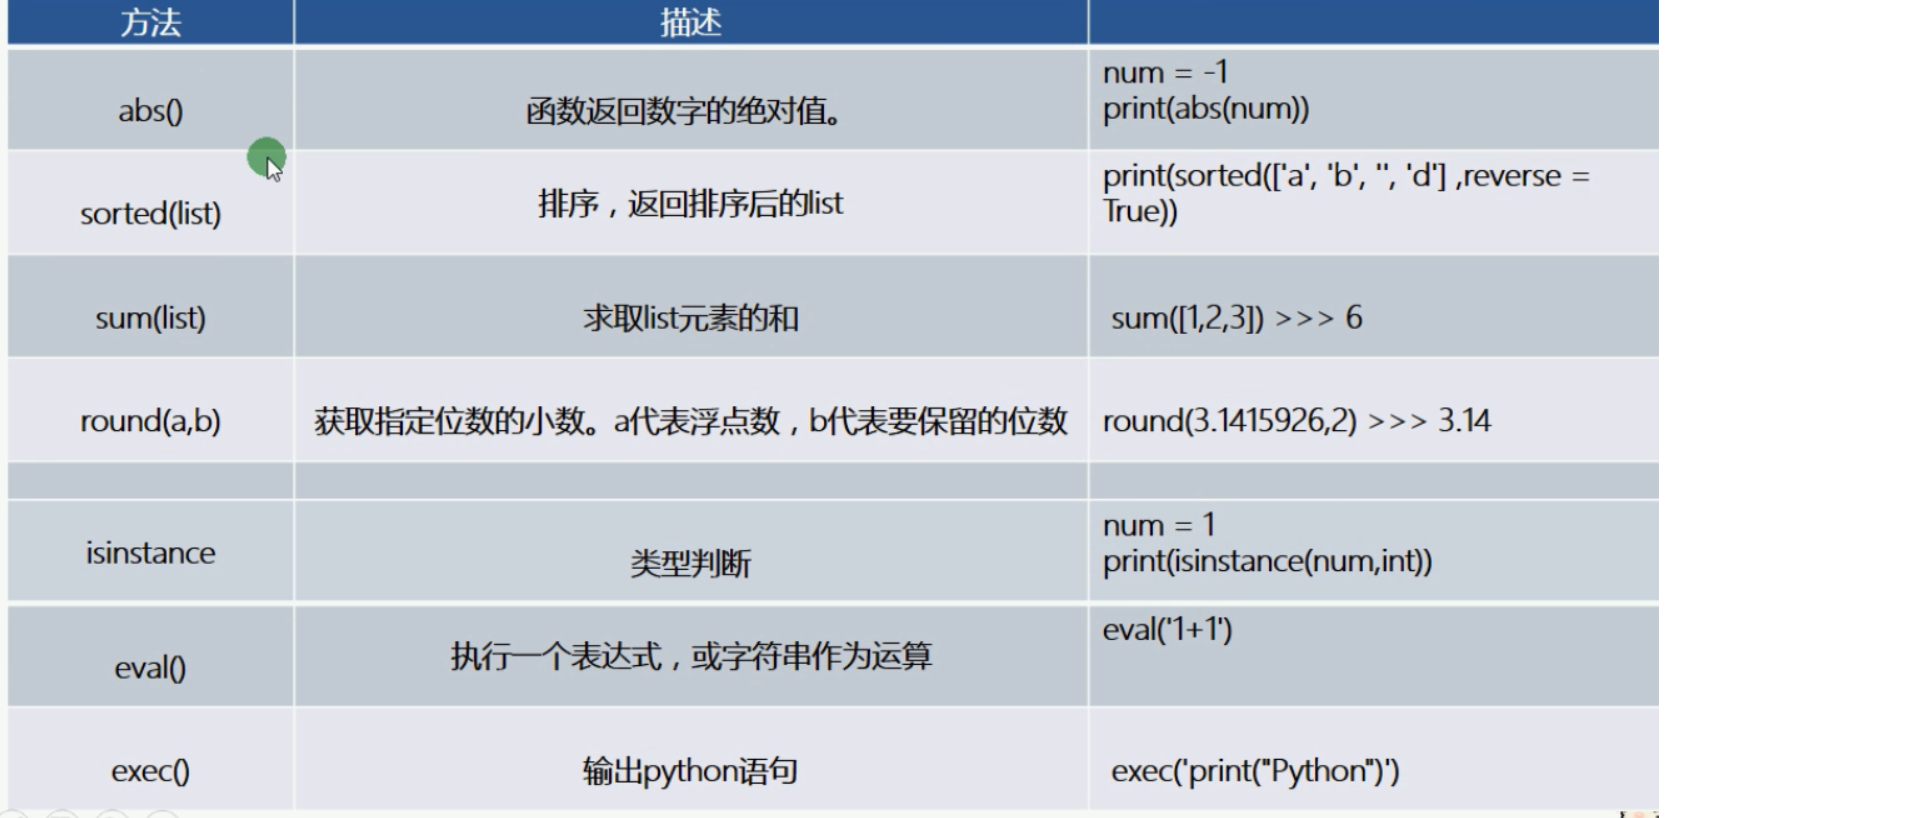 方法 描述
abs() 函数返回数字的绝对值。 num = -1
print(abs(num))
sorted(list) 排序，返回排序后的list print(sorted(['a', 'b', '', 'd'] ,reverse =
True))
sum(list) 求取list元素的和 sum([1,2,3]) >>> 6
round(a,b) 获取指定位数的小数。a代表浮点数，b代表要保留的位数 round(3.1415926,2) >>> 3.14
isinstance 类型判断 num = 1
print(isinstance(num,int))
eval() 执行一个表达式，或字符串作为运算 eval('1+1')
exec() 输出python语句 exec('print("Python")')